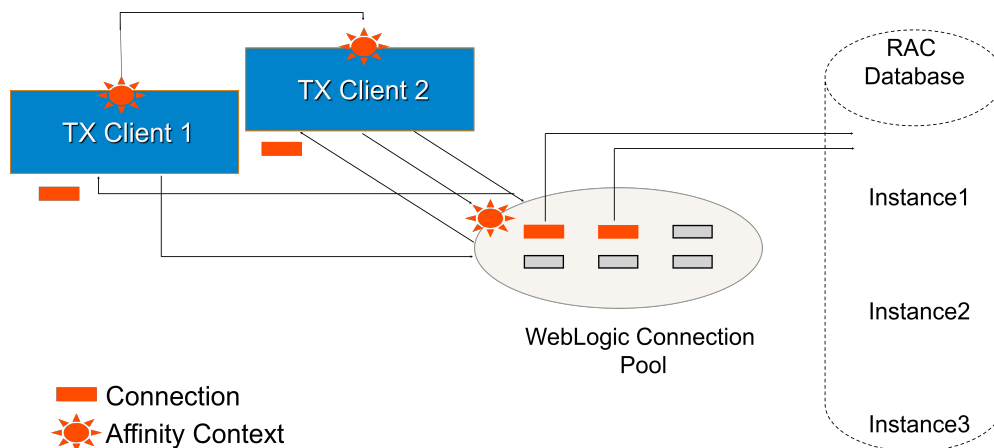 RAC
Database
TX Client 2
TX Client 1
Instance1
Instance2
WebLogic Connection
Pool
Connection
Affinity Context
Instance3